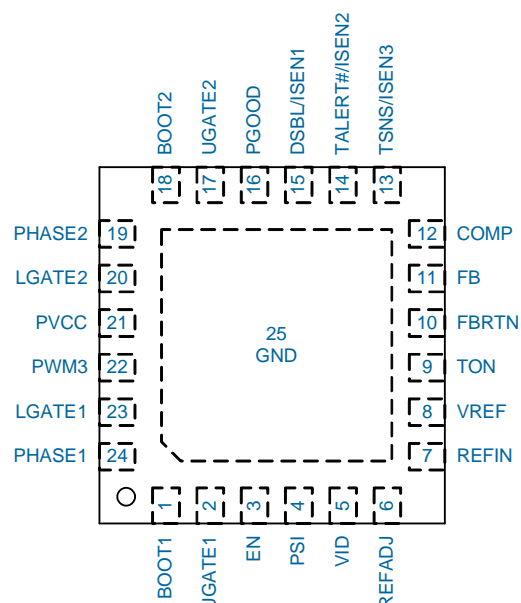 BOOT2
UGATE2
PGOOD
DSBL/ISEN1
TALERT#/ISEN2
TSNS/ISEN3
18
17
16
15
14
13
PHASE2
19
LGATE2
20
PVCC
21
PWM3
22
LGATE1
23
PHASE1
24
25
GND
12
COMP
11
FB
10
FBRTN
9
TON
8
VREF
7
REFIN
1
2
3
4
5
6
BOOT1
UGATE1
EN
PSI
VID
REFADJ